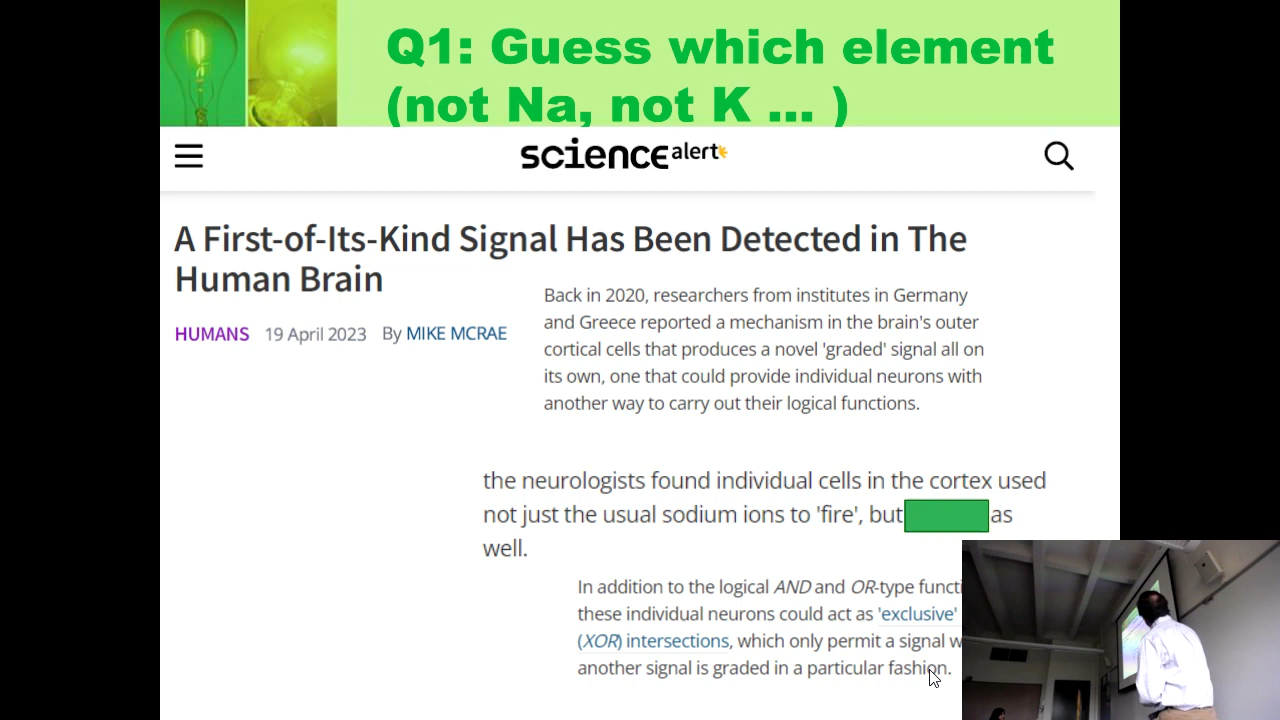 Q1: Guess which element
(not Na, not K ... )
science alert
A First-of-Its-Kind Signal Has Been Detected in The
Human Brain
HUMANS 19 April 2023 By MIKE MCRAE
Back in 2020, researchers from institutes in Germany
and Greece reported a mechanism in the brain's outer
cortical cells that produces a novel 'graded' signal all on
its own, one that could provide individual neurons with
another way to carry out their logical functions.
the neurologists found individual cells in the cortex used
not just the usual sodium ions to 'fire', but as
well.
In addition to the logical AND and OR-type
these individual neurons could act as 'exclusive'
(XOR) intersections, which only permit a signal
another signal is graded in a particular fashion.